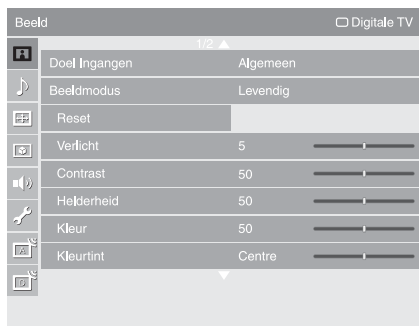 Beeld Digitale TV
1/2
Doel Ingangen Algemeen
Beeldmodus Levendig
Reset
Verlicht 5
Contrast 50
Helderheid 50
Kleur 50
Kleurtint Centre
A
B